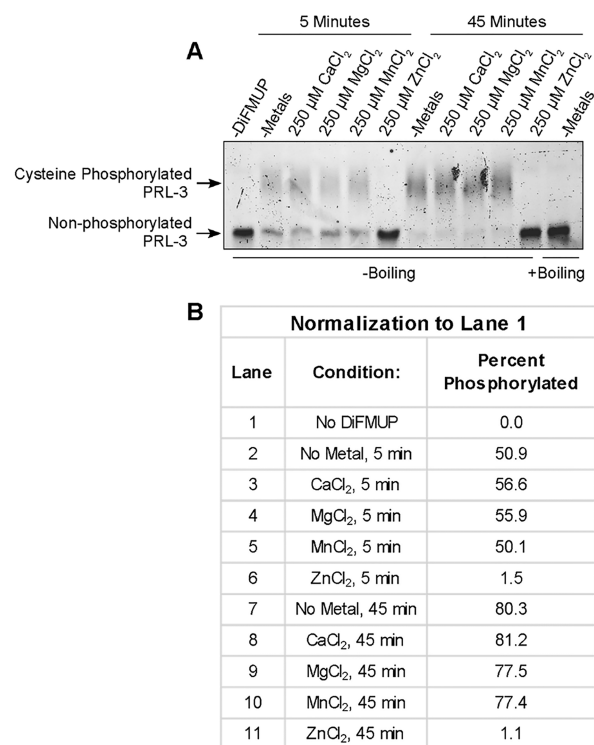 5 Minutes
45 Minutes
A
-DiFMUP
-Metals
250 µM CaCl2
250 µM MgCl2
250 µM MnCl2
250 µM ZnCl2
-Metals
250 µM CaCl2
250 µM MgCl2
250 µM MnCl2
250 µM ZnCl2
-Metals
Cysteine Phosphorylated
PRL-3
Non-phosphorylated
PRL-3
-Boiling
+Boiling
B
Normalization to Lane 1
Lane
Condition:
Percent
Phosphorylated
1 No DiFMUP 0.0
2 No Metal, 5 min 50.9
3 CaCl2, 5 min 56.6
4 MgCl2, 5 min 55.9
5 MnCl2, 5 min 50.1
6 ZnCl2, 5 min 1.5
7 No Metal, 45 min 80.3
8 CaCl2, 45 min 81.2
9 MgCl2, 45 min 77.5
10 MnCl2, 45 min 77.4
11 ZnCl2, 45 min 1.1